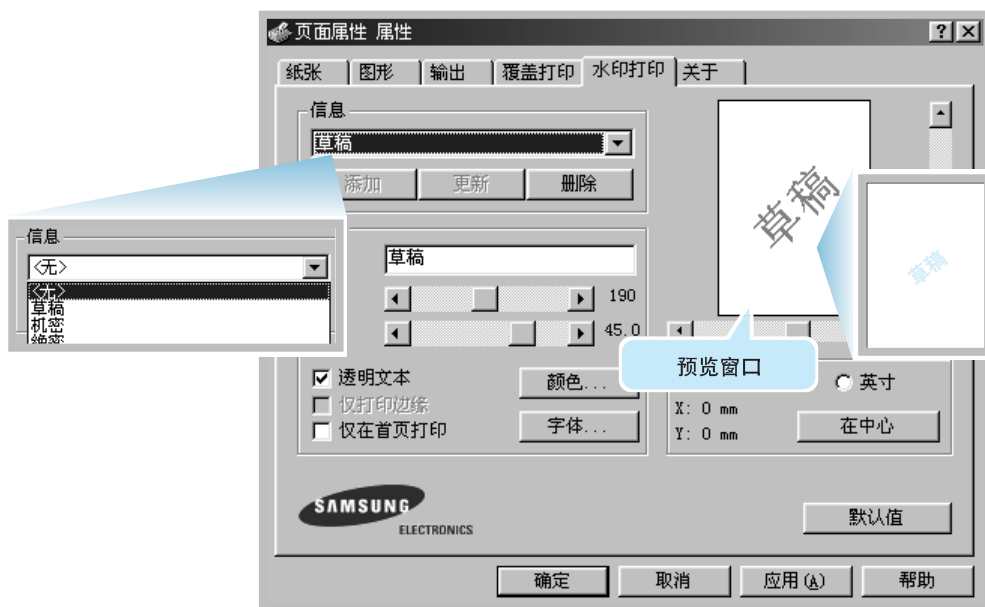 页面属性 属性
纸张 图形 输出 覆盖打印 水印打印 关于
信息
草稿
添加 更新 删除
草稿
190
45.0
透明文本
仅打印边缘
仅在首页打印
颜色...
字体...
草稿
草稿
预览窗口
英寸
X: 0 mm
Y: 0 mm
在中心
信息
<无>
<无>
草稿
机密
绝密
SAMSUNG
ELECTRONICS
默认值
确定 取消 应用(A) 帮助